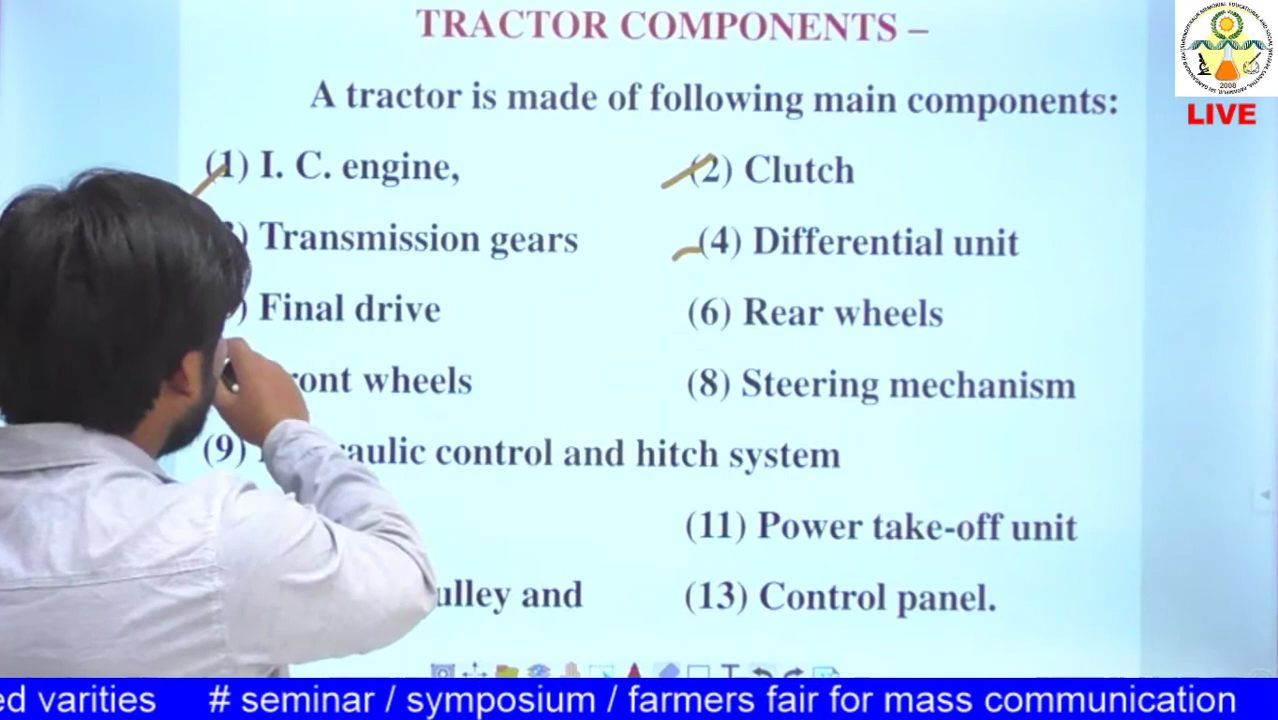 TRACTOR COMPONENTS –
LIVE
A tractor is made of following main components:
(1) I. C. engine, (2) Clutch
) Transmission gears (4) Differential unit
) Final drive (6) Rear wheels
ront wheels (8) Steering mechanism
(9) aulic control and hitch system
(11) Power take-off unit
ulley and (13) Control panel.
2008
ed varities # seminar / symposium / farmers fair for mass communication